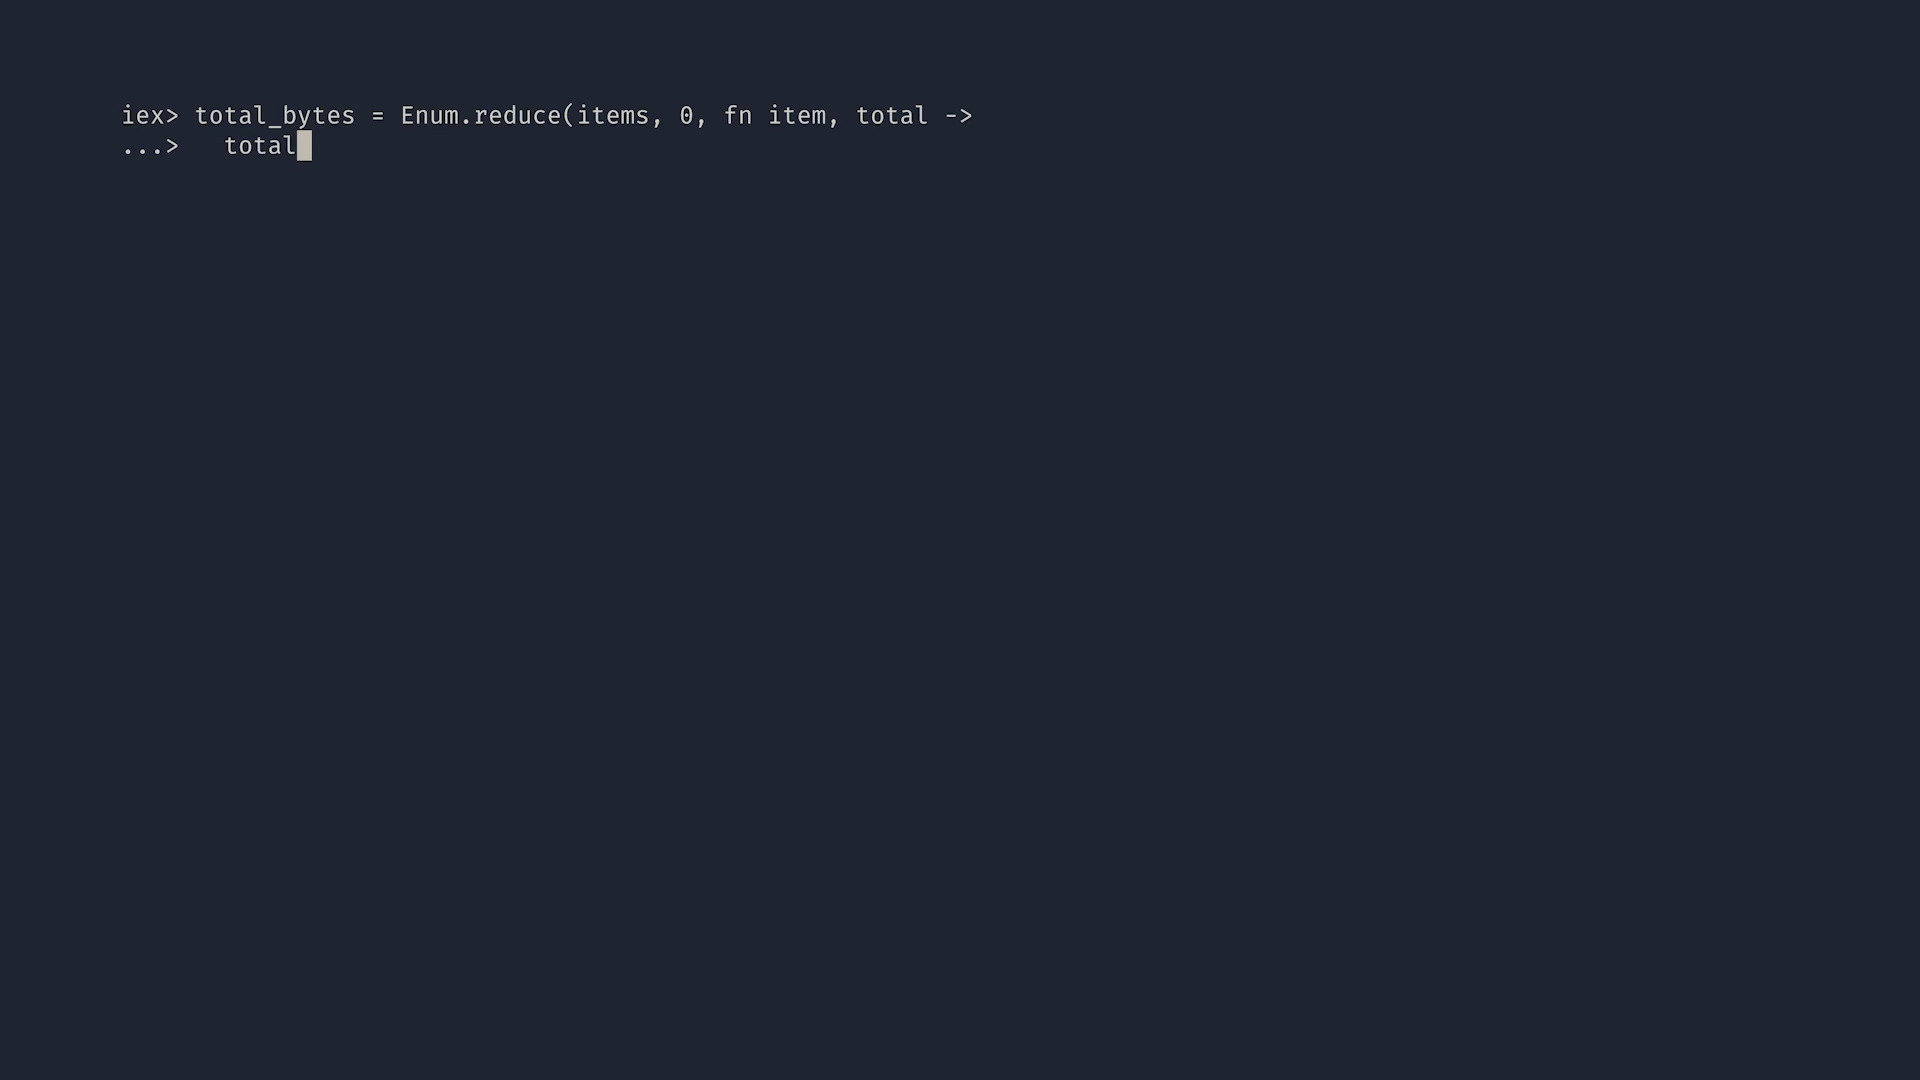 iex> total_bytes = Enum.reduce(items, 0, fn item, total ->
...>   total